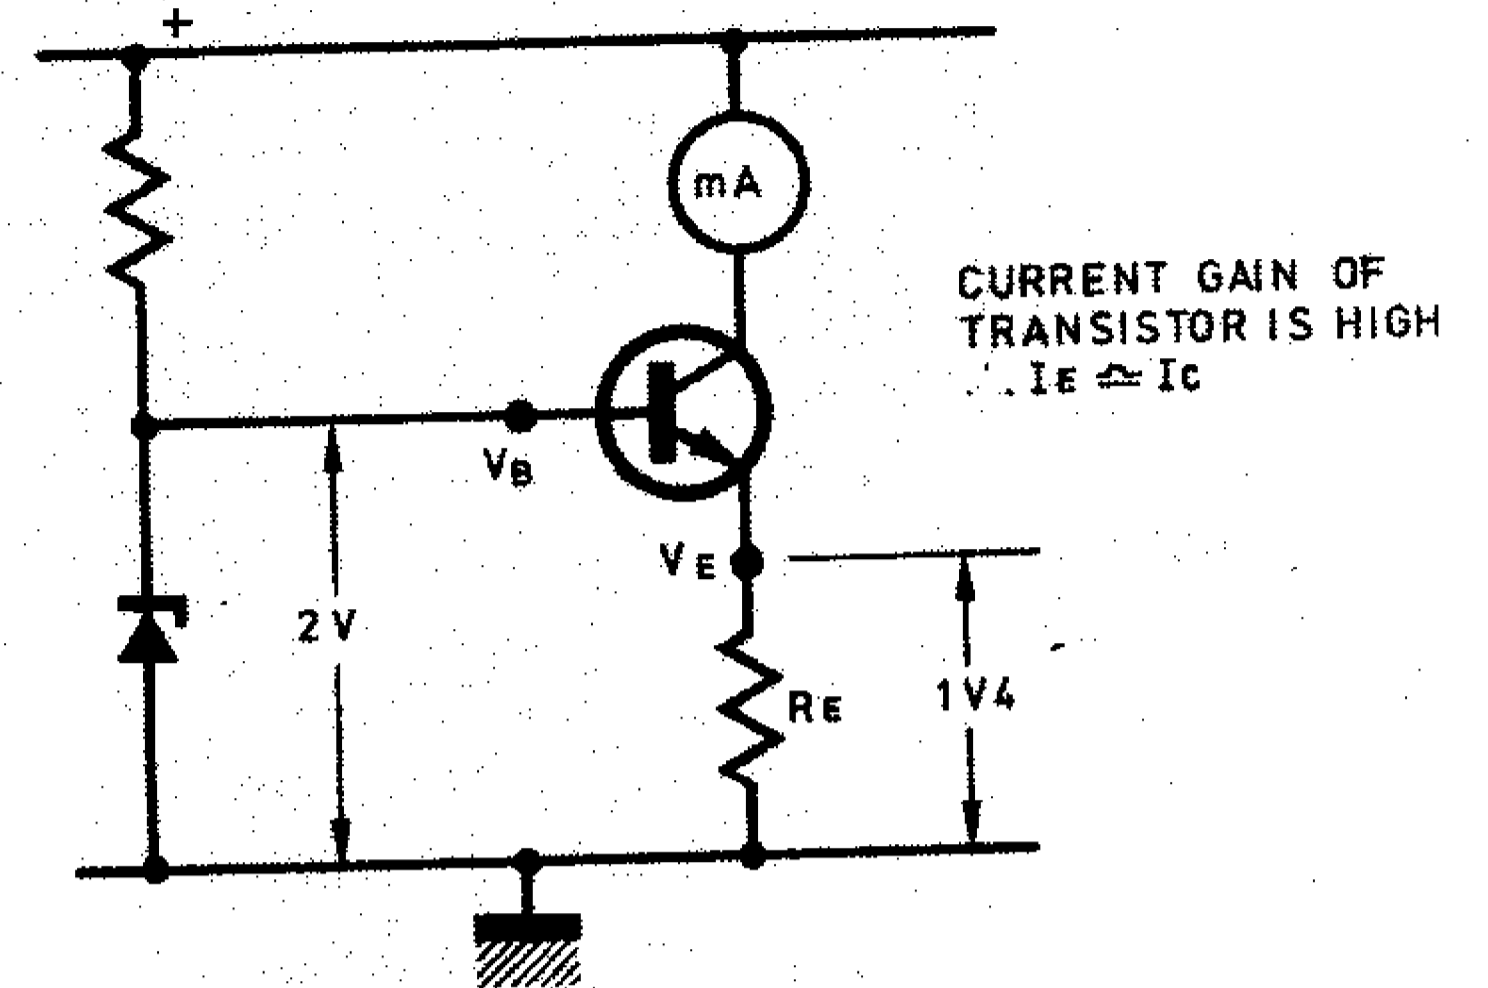 +
mA
CURRENT GAIN OF
TRANSISTOR IS HIGH
∴ IE ≏ IC
VB
VE
2V
RE
1V4